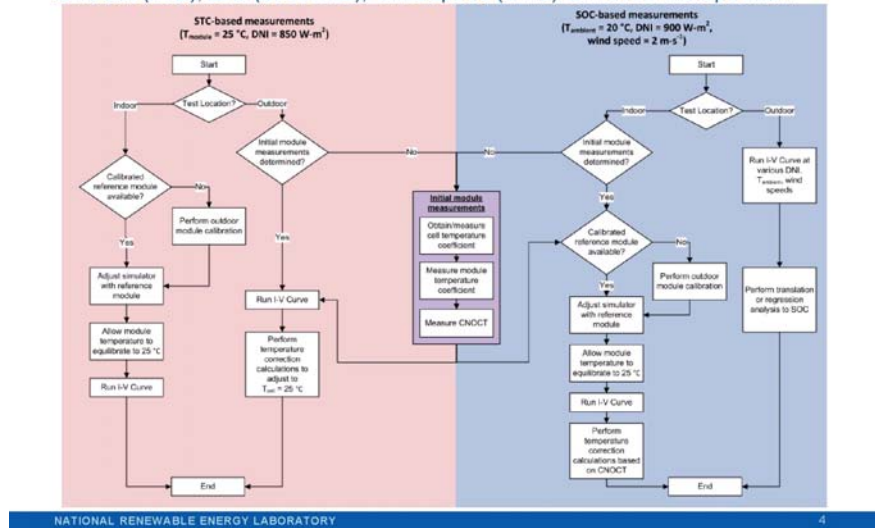 STC-based measurements
(Tmodule = 25 °C, DNI = 850 W-m²)
Start
Test Location?
Indoor
Outdoor
Calibrated
reference module
available?
No
Perform outdoor
module calibration
Yes
Adjust simulator
with reference
module
Allow module
temperature to
equilibrate to 25 °C
Run I-V Curve
Initial module
measurements
determined?
No
Yes
Run I-V Curve
Perform
temperature
correction
calculations to
adjust to
Tcell = 25 °C
End
Initial module
measurements
Obtain/measure
cell temperature
coefficient
Measure module
temperature
coefficient
Measure CNOCT
SOC-based measurements
(Tambient = 20 °C, DNI = 900 W-m²,
wind speed = 2 m-s⁻¹)
Start
Test Location?
Indoor
Outdoor
Initial module
measurements
determined?
No
Yes
Calibrated
reference module
available?
No
Perform outdoor
module calibration
Yes
Adjust simulator
with reference
module
Allow module
temperature to
equilibrate to 25 °C
Run I-V Curve
Perform
temperature
correction
calculations based
on CNOCT
Run I-V Curve at
various DNI,
Tambient, wind
speeds
Perform translation
or regression
analysis to SOC
End
NATIONAL RENEWABLE ENERGY LABORATORY
4